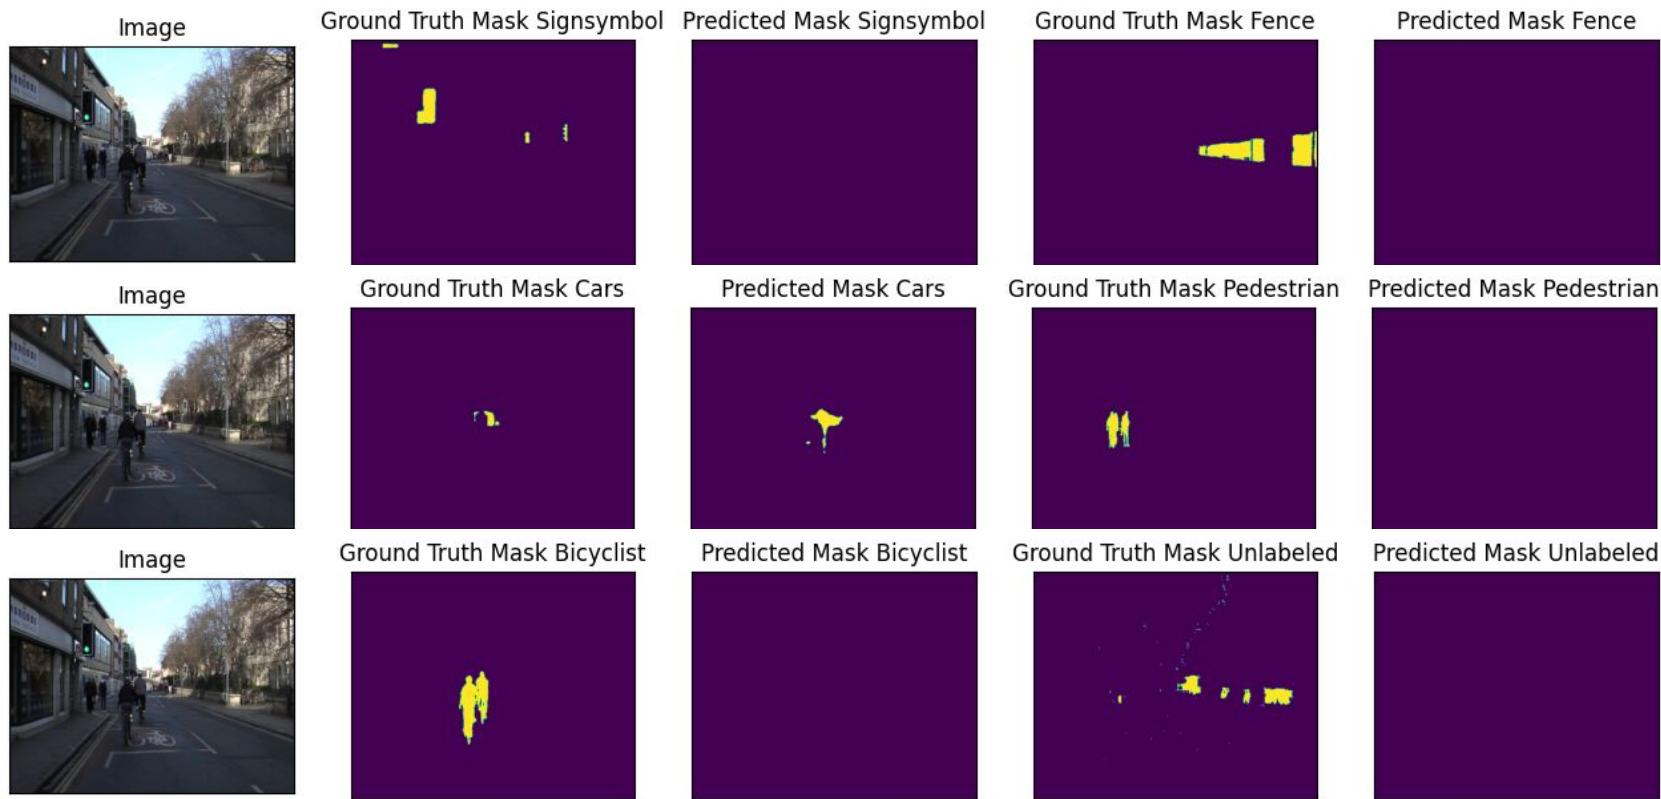 Image
Ground Truth Mask Signsymbol
Predicted Mask Signsymbol
Ground Truth Mask Fence
Predicted Mask Fence
Image
Ground Truth Mask Cars
Predicted Mask Cars
Ground Truth Mask Pedestrian
Predicted Mask Pedestrian
Image
Ground Truth Mask Bicyclist
Predicted Mask Bicyclist
Ground Truth Mask Unlabeled
Predicted Mask Unlabeled